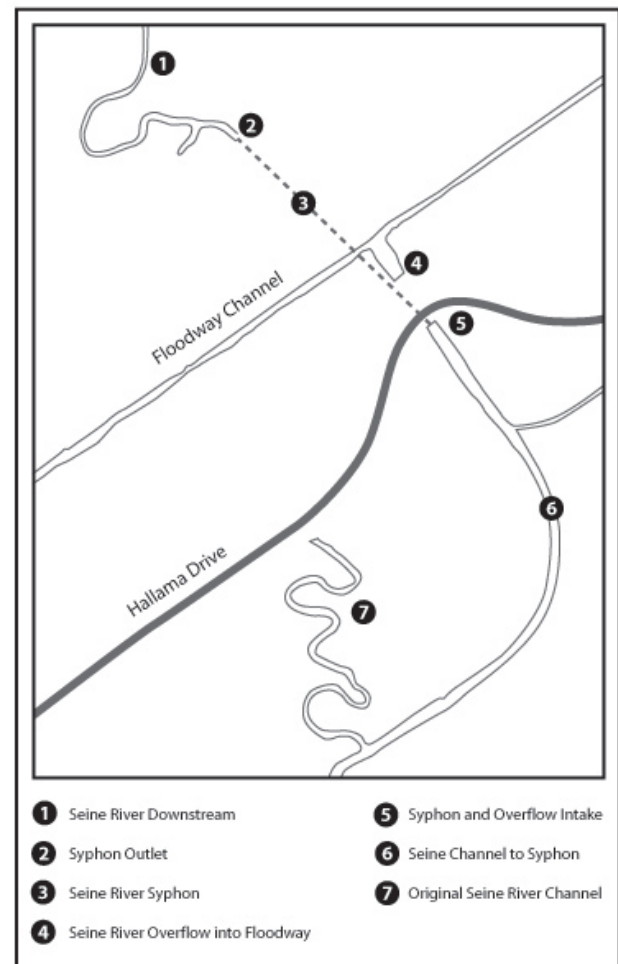 1
2
3
4
Floodway Channel
5
6
Hallama Drive
7
1 Seine River Downstream
2 Syphon Outlet
3 Seine River Syphon
4 Seine River Overflow into Floodway
5 Syphon and Overflow Intake
6 Seine Channel to Syphon
7 Original Seine River Channel